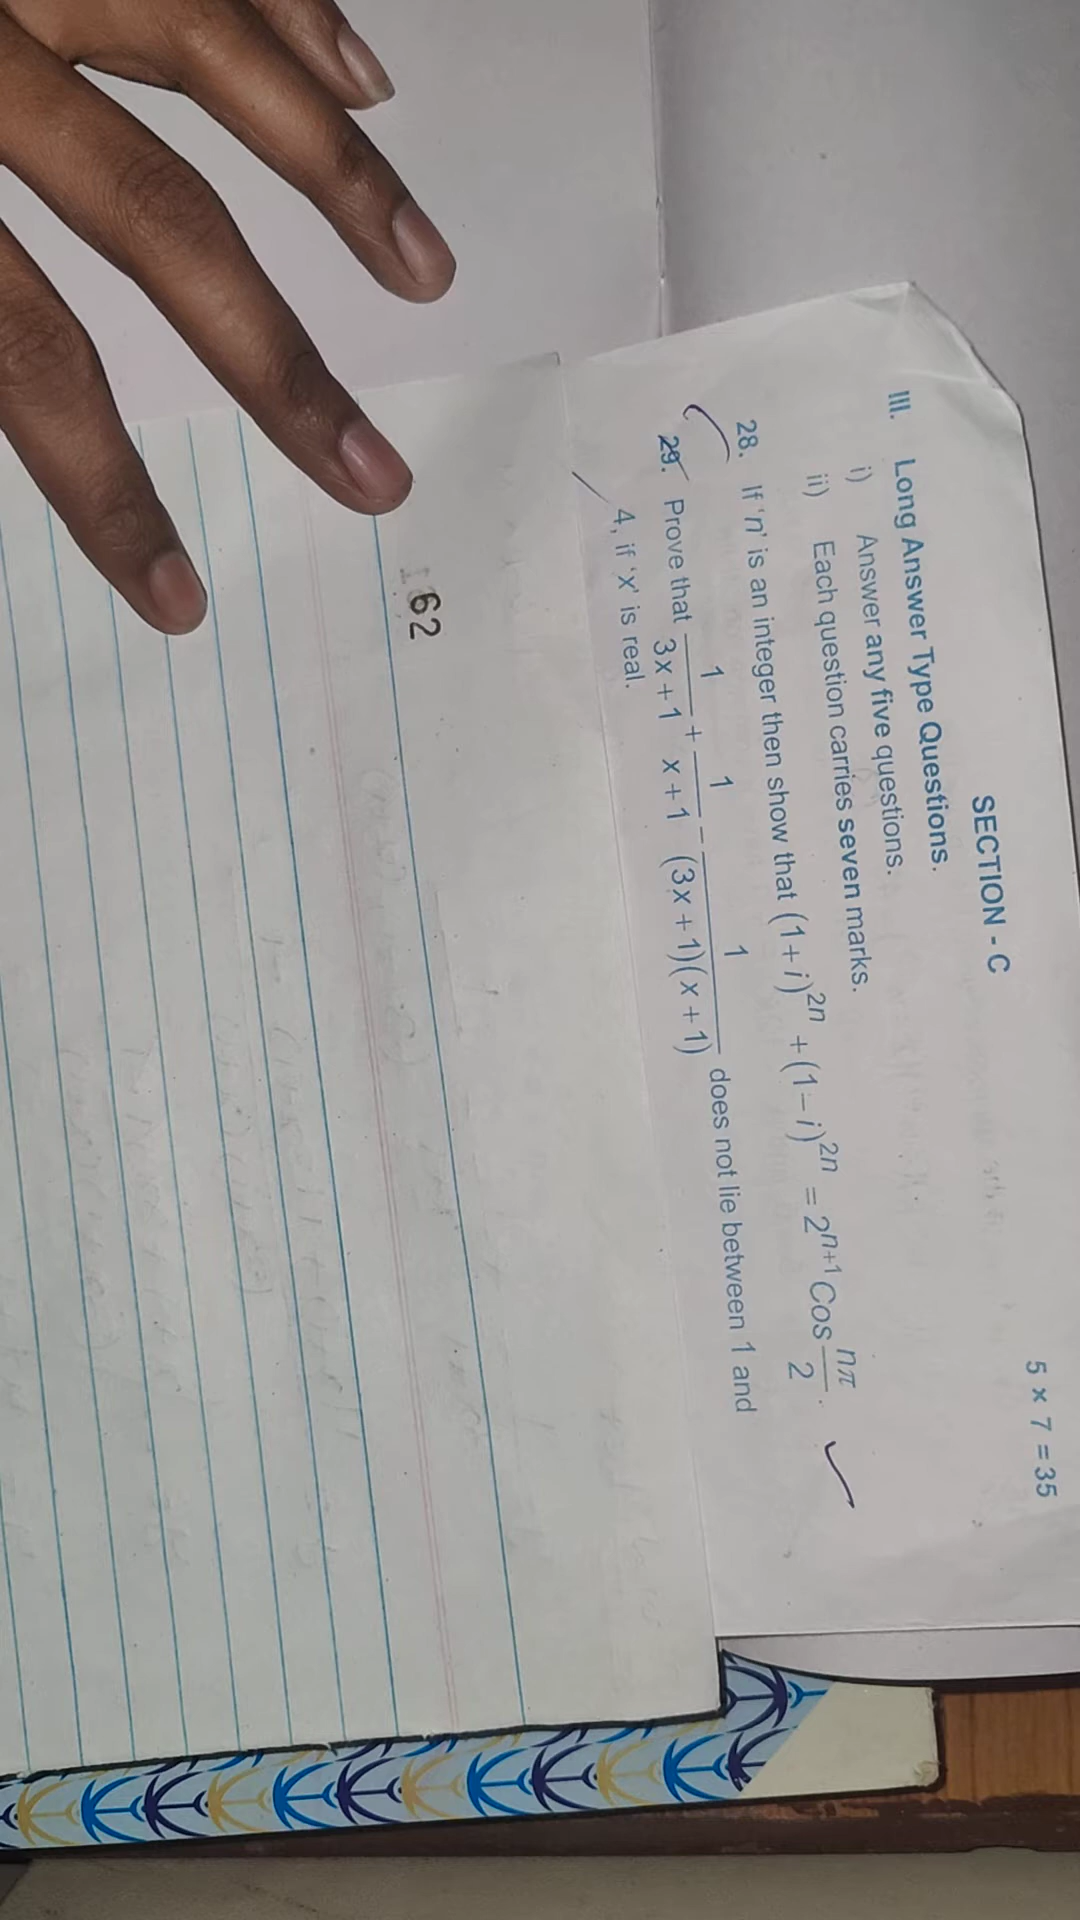 SECTION - C
5 x 7 = 35
III. Long Answer Type Questions.
i) Answer any five questions.
ii) Each question carries seven marks.
28. If 'n' is an integer then show that (1+i)^2n + (1-i)^2n = 2^n+1 Cos nπ/2.
29. Prove that 1/(3x+1) + 1/(x+1) - 1/((3x+1)(x+1)) does not lie between 1 and
4, if 'x' is real.
62